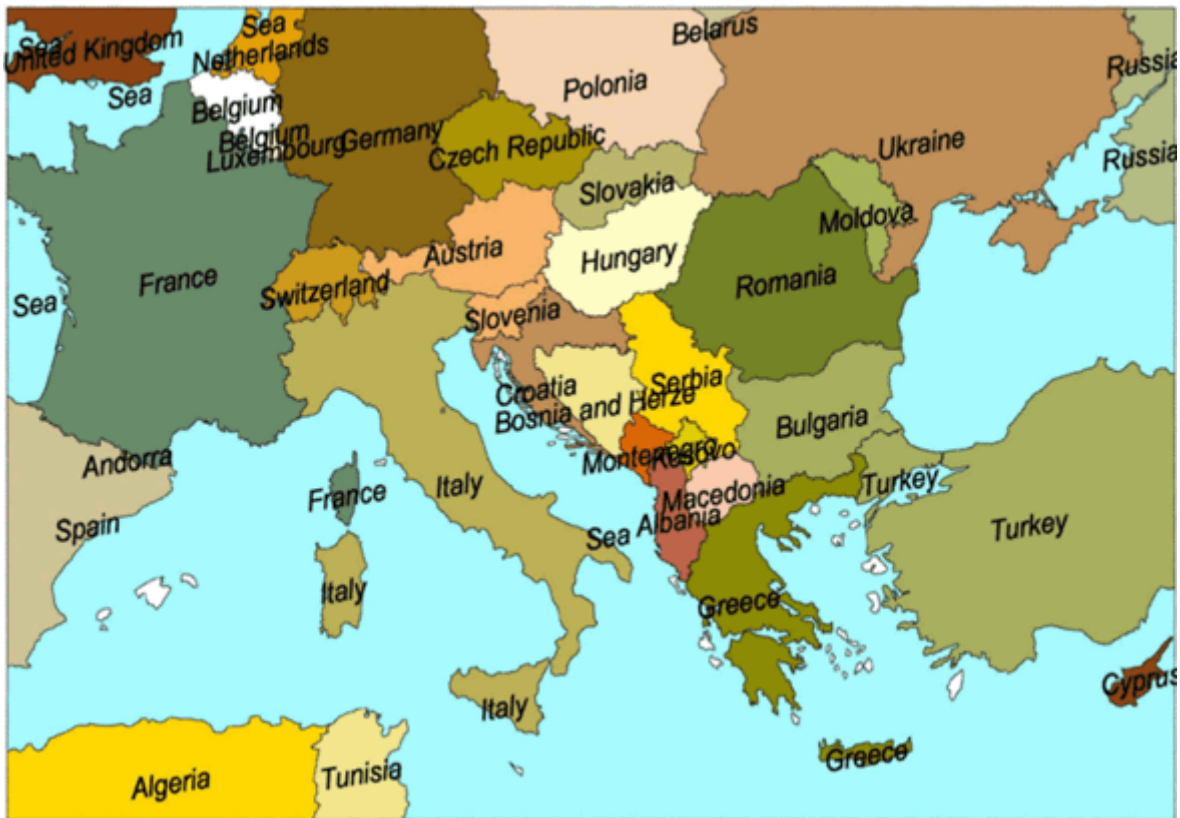 Sea
Belarus
Sea
United Kingdom
Netherlands
Russia
Polonia
Sea
Belgium
Belgium
Germany
Luxembourg
Czech Republic
Ukraine
Russia
Slovakia
Moldova
Austria
Hungary
France
Romania
Switzerland
Sea
Slovenia
Serbia
Croatia
Bosnia and Herze
Bulgaria
Montenegro
Kosovo
Andorra
Turkey
Italy
France
Macedonia
Spain
Albania
Turkey
Sea
Italy
Greece
Cyprus
Italy
Greece
Algeria
Tunisia